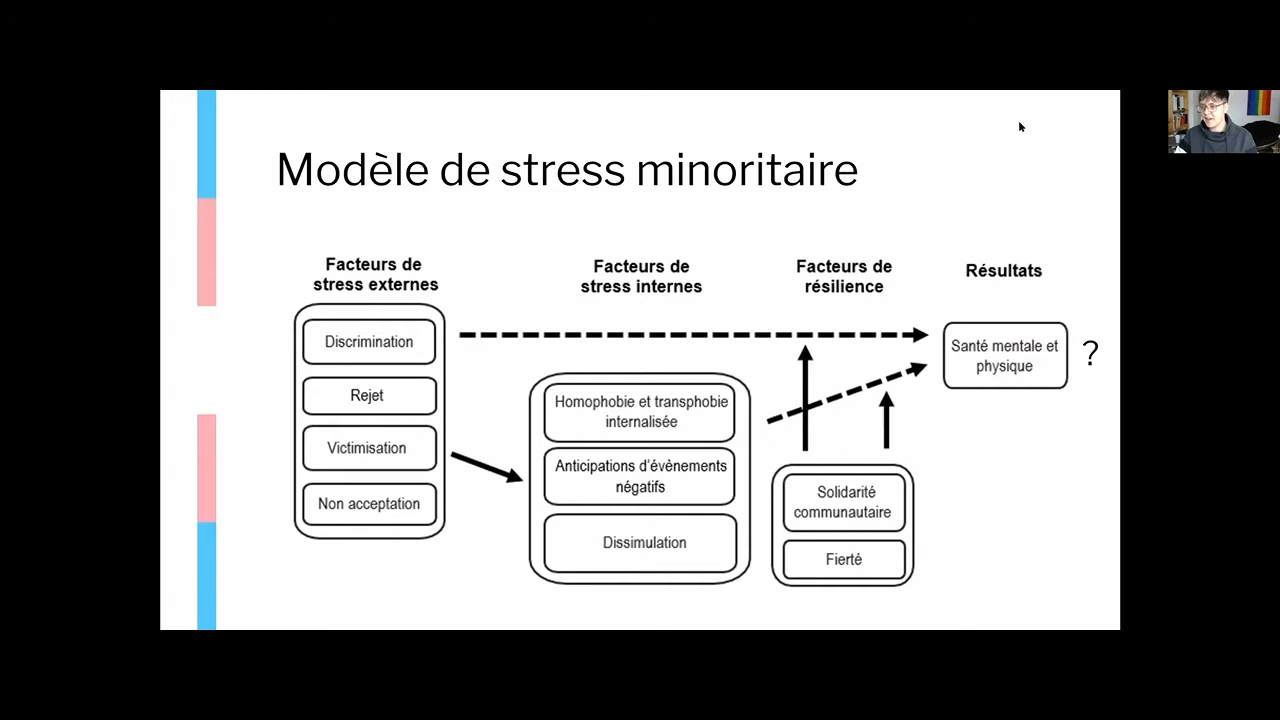 Modèle de stress minoritaire
Facteurs de
stress externes
Discrimination
Rejet
Victimisation
Non acceptation
Facteurs de
stress internes
Homophobie et transphobie
internalisée
Anticipations d'évènements
négatifs
Dissimulation
Facteurs de
résilience
Solidarité
communautaire
Fierté
Résultats
Santé mentale et
physique
?